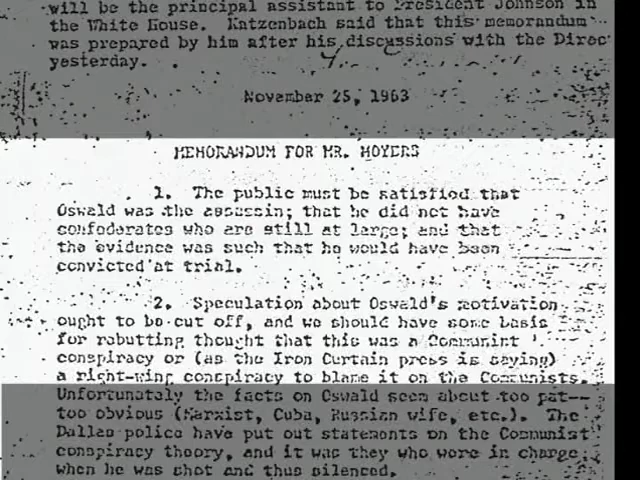 will be the principal assistant to President Johnson in
the White House. Katzenbach said that this memorandum
was prepared by him after his discussions with the Direc
yesterday.
November 25, 1963
MEMORANDUM FOR MR. MOYERS
1. The public must be satisfied that
Oswald was the assassin; that he did not have
confederates who are still at large; and that
the evidence was such that he would have been
convicted at trial.
2. Speculation about Oswald's motivation
ought to be cut off, and we should have some basis
for rebutting thought that this was a Communist
conspiracy or (as the Iron Curtain press is saying)
a right-wing conspiracy to blame it on the Communists.
Unfortunately the facts on Oswald seem about too pat--
too obvious (Marxist, Cuba, Russian wife, etc.). The
Dallas police have put out statements on the Communist
conspiracy theory, and it was they who were in charge
when he was shot and thus silenced.